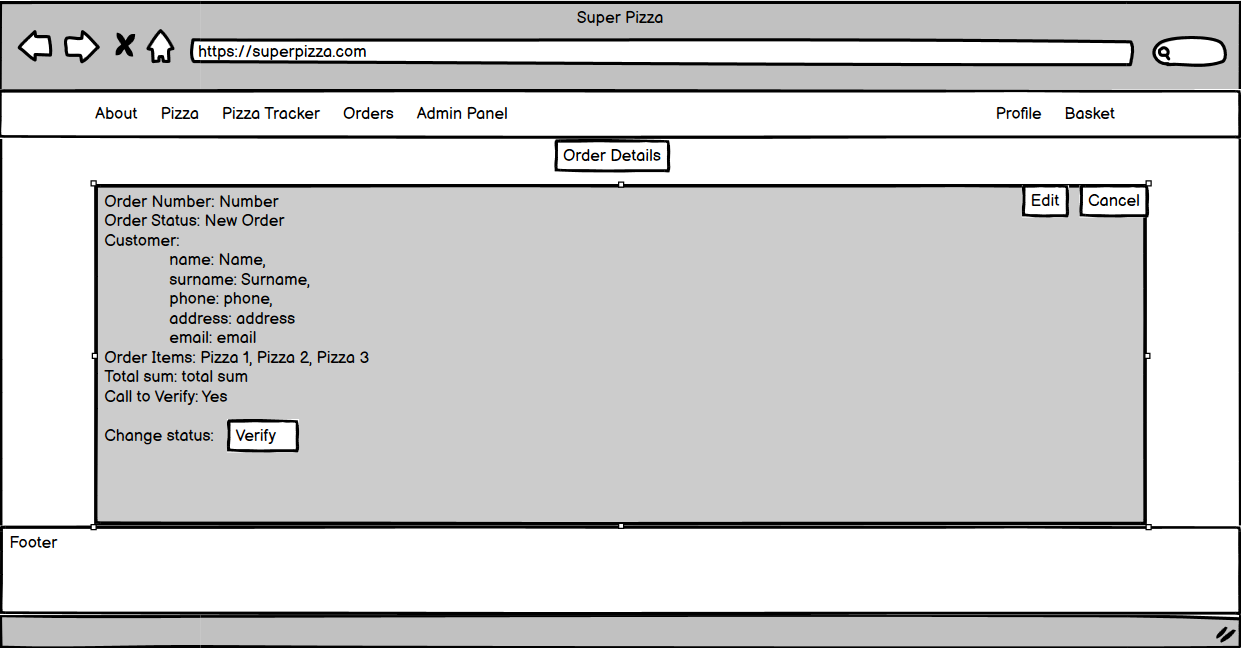 Super Pizza
https://superpizza.com
About Pizza Pizza Tracker Orders Admin Panel Profile Basket
Order Details
Order Number: Number Edit Cancel
Order Status: New Order
Customer:
name: Name,
surname: Surname,
phone: phone,
address: address
email: email
Order Items: Pizza 1, Pizza 2, Pizza 3
Total sum: total sum
Call to Verify: Yes
Change status: Verify
Footer